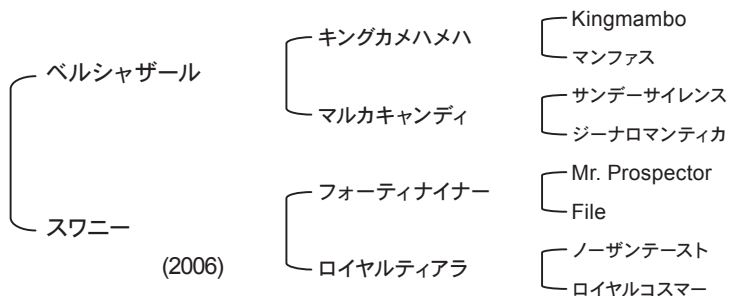 ベルシャザール
スワニー
(2006)
キングカメハメハ
マルカキャンディ
フォーティナイナー
ロイヤルティアラ
Kingmambo
マンファス
サンデーサイレンス
ジーナロマンティカ
Mr. Prospector
File
ノーザンテースト
ロイヤルコスマー